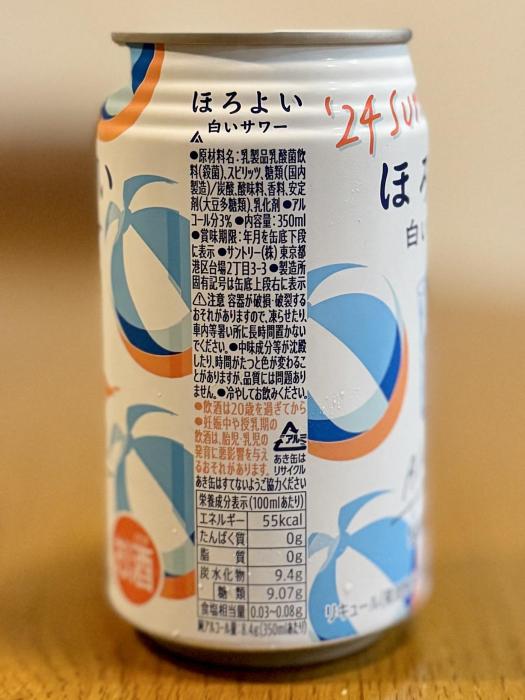 ほろよい
白いサワー
'24 SUM
ほろ
白い
●原材料名:乳製品乳酸菌飲
料(殺菌)、スピリッツ、糖類(国内
製造)/炭酸、酸味料、香料、安定
剤(大豆多糖類)、乳化剤 ●アル
コール分3% ●内容量:350ml
●賞味期限:年月を缶底下段
に表示 ●サントリー(株) 東京都
港区台場2丁目3-3 ●製造所
固有記号は缶底上段右に表示
⚠注意 容器が破損・破裂する
おそれがありますので、凍らせたり、
車内等暑い所に長時間置かない
でください。 ●中味成分等が沈殿
したり、時間がたつと色が変わるこ
とがありますが、品質には問題あり
ません。 ●冷やしてお飲みください。
●飲酒は20歳を過ぎてから
●妊娠中や授乳期の
飲酒は、胎児・乳児の
発育に悪影響を与え
るおそれがあります。
アルミ
あき缶は
リサイクル
あき缶はすてないようご協力ください
栄養成分表示(100mlあたり)
エネルギー 55kcal
たんぱく質 0g
脂質 0g
炭水化物 9.4g
糖類 9.07g
食塩相当量 0.03~0.08g
純アルコール量:8.4g(350mlあたり)
お酒
リキュール(発